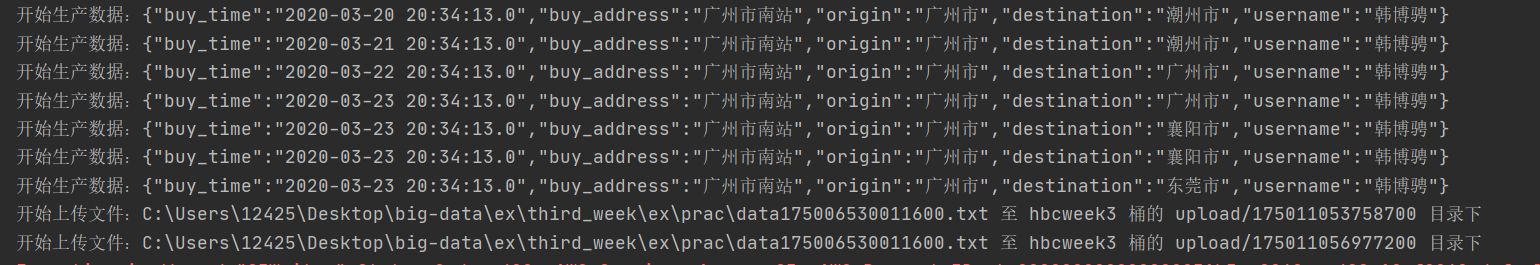 开始生产数据：{"buy_time":"2020-03-20 20:34:13.0","buy_address":"广州市南站","origin":"广州市","destination":"潮州市","username":"韩博骋"}
开始生产数据：{"buy_time":"2020-03-21 20:34:13.0","buy_address":"广州市南站","origin":"广州市","destination":"潮州市","username":"韩博骋"}
开始生产数据：{"buy_time":"2020-03-22 20:34:13.0","buy_address":"广州市南站","origin":"广州市","destination":"广州市","username":"韩博骋"}
开始生产数据：{"buy_time":"2020-03-23 20:34:13.0","buy_address":"广州市南站","origin":"广州市","destination":"广州市","username":"韩博骋"}
开始生产数据：{"buy_time":"2020-03-23 20:34:13.0","buy_address":"广州市南站","origin":"广州市","destination":"襄阳市","username":"韩博骋"}
开始生产数据：{"buy_time":"2020-03-23 20:34:13.0","buy_address":"广州市南站","origin":"广州市","destination":"襄阳市","username":"韩博骋"}
开始生产数据：{"buy_time":"2020-03-23 20:34:13.0","buy_address":"广州市南站","origin":"广州市","destination":"东莞市","username":"韩博骋"}
开始上传文件：C:\Users\12425\Desktop\big-data\ex\third_week\ex\prac\data175006530011600.txt 至 hbcweek3 桶的 upload/175011053758700 目录下
开始上传文件：C:\Users\12425\Desktop\big-data\ex\third_week\ex\prac\data175006530011600.txt 至 hbcweek3 桶的 upload/175011056977200 目录下